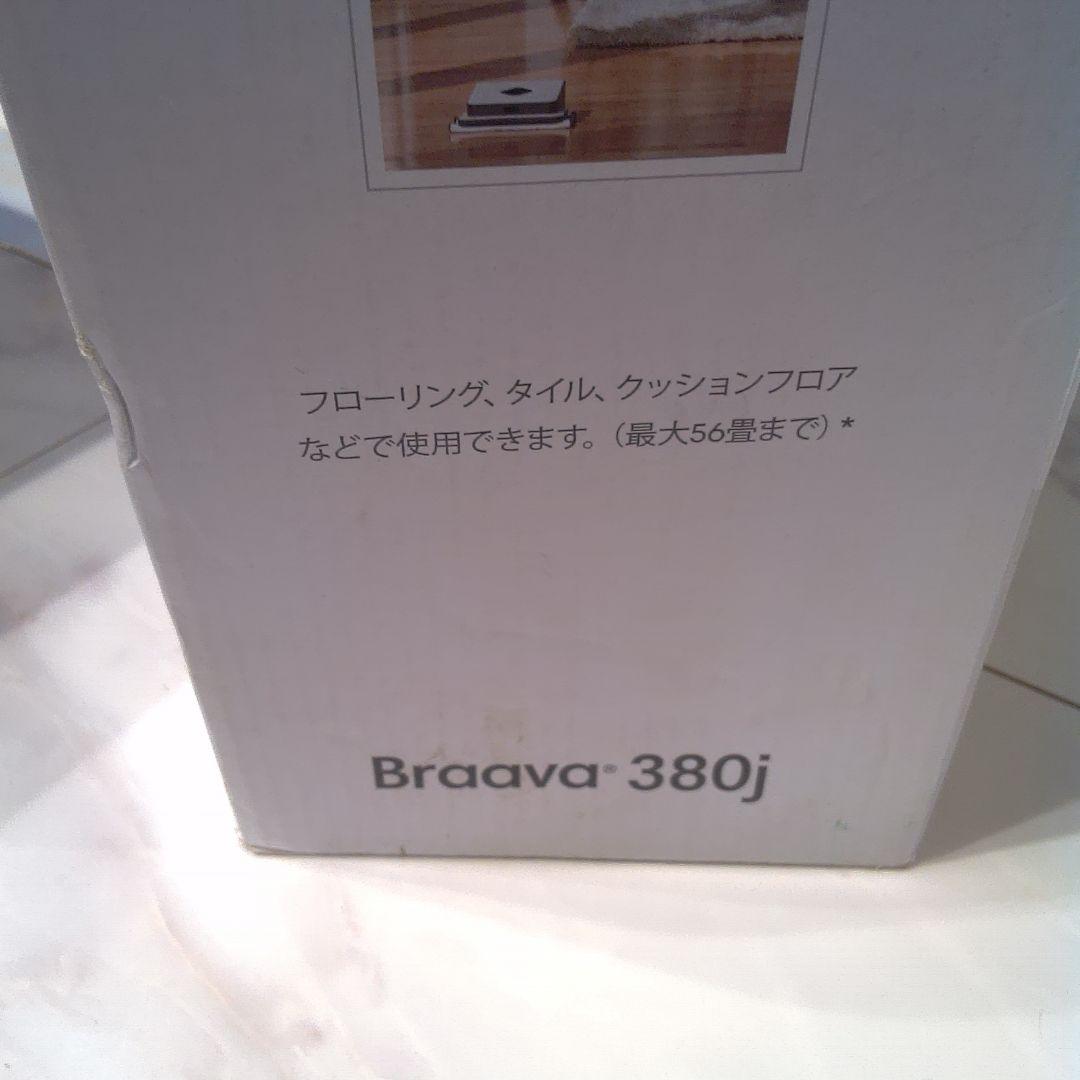 フローリング、タイル、クッションフロア
などで使用できます。（最大56畳まで）*
Braava® 380j